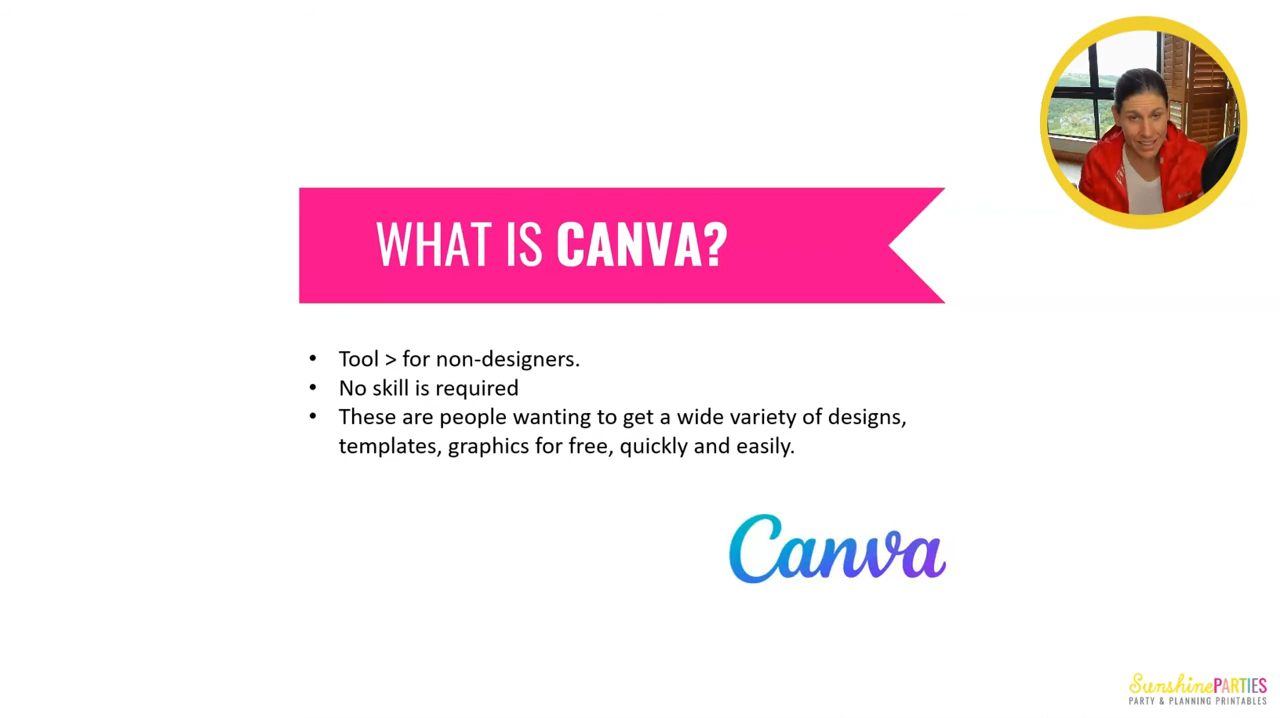 WHAT IS CANVA?
• Tool > for non-designers.
• No skill is required
• These are people wanting to get a wide variety of designs,
templates, graphics for free, quickly and easily.
Canva
SunshinePARTIES
PARTY & PLANNING PRINTABLES